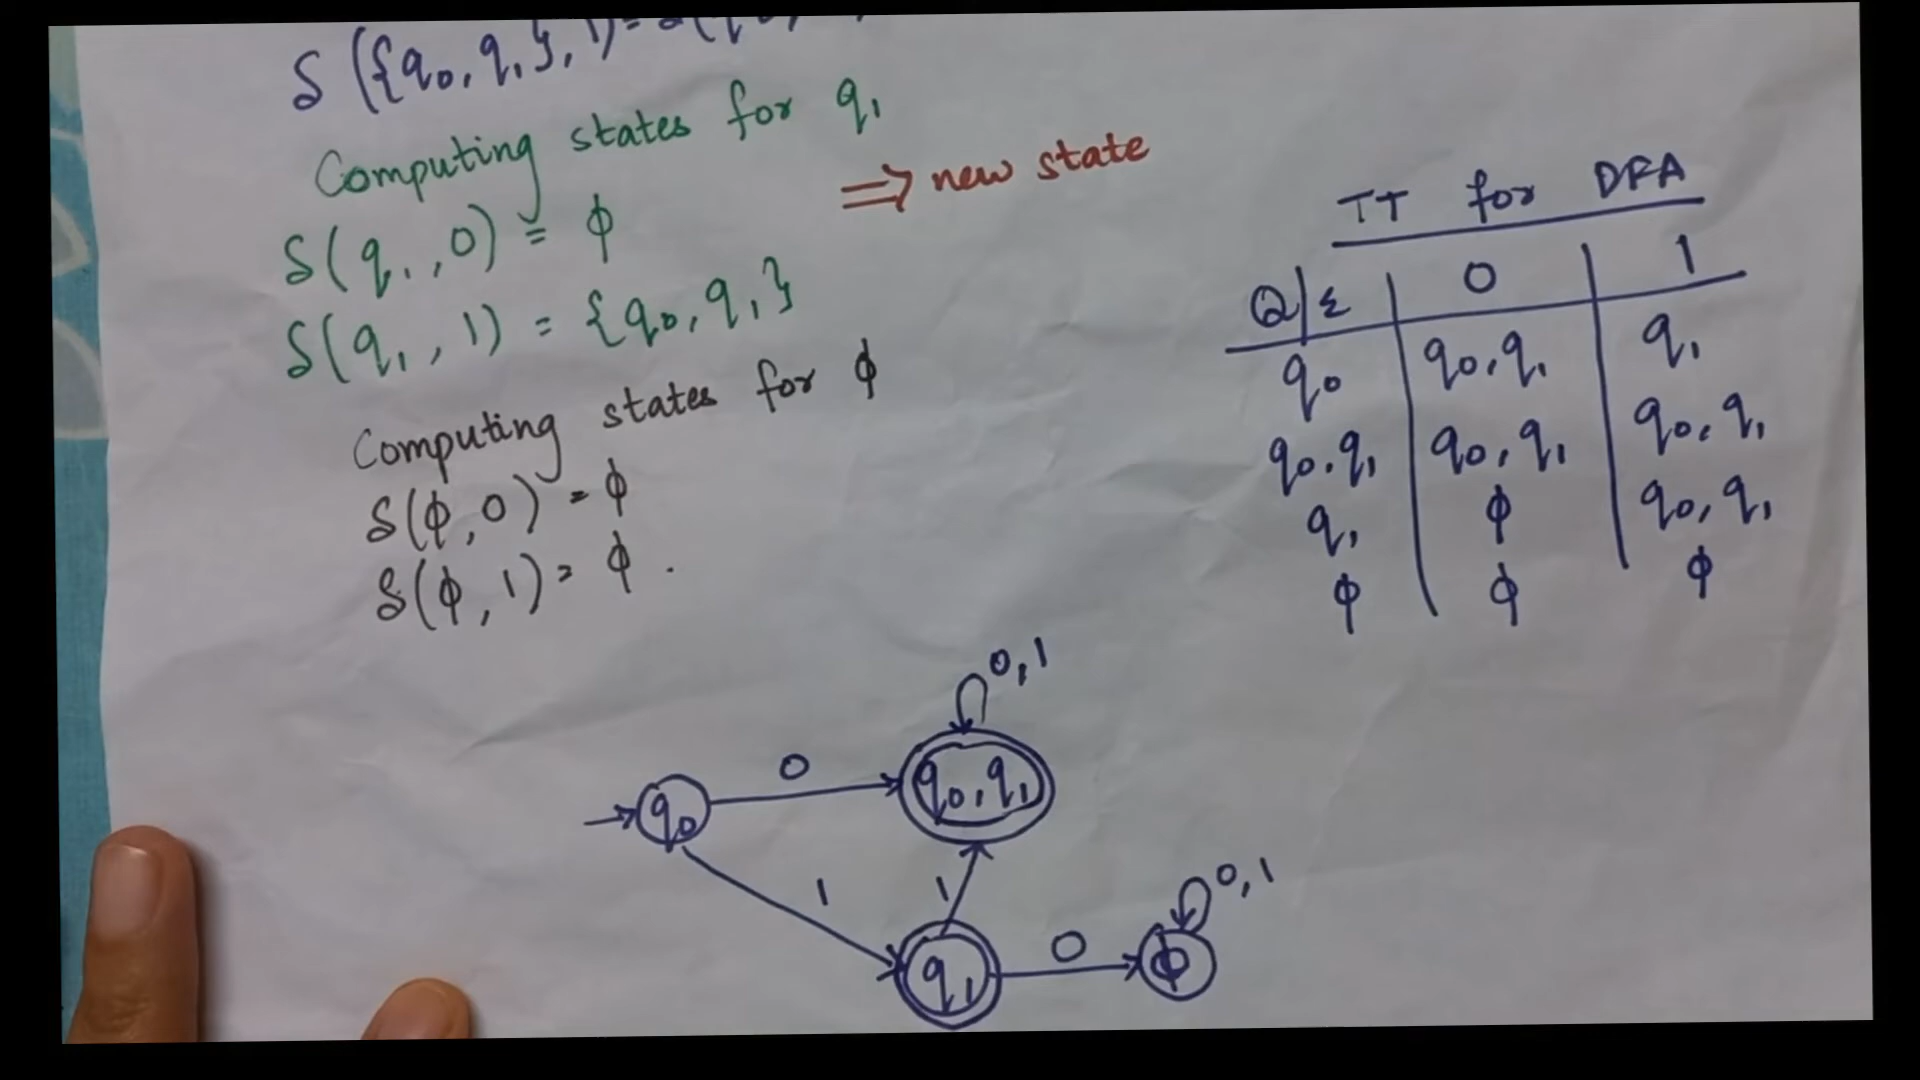 δ ({q₀, q₁}, 1) =
Computing states for q₁
δ(q₁, 0) = ϕ ⇒ new state
δ(q₁, 1) = {q₀, q₁}
Computing states for ϕ
δ(ϕ, 0) = ϕ
δ(ϕ, 1) = ϕ.
TT for DFA
Q/Σ | 0 | 1
q₀ | q₀, q₁ | q₁
q₀, q₁ | q₀, q₁ | q₀, q₁
q₁ | ϕ | q₀, q₁
ϕ | ϕ | ϕ
0,1
0
q₀
q₀, q₁
1
1
0,1
0
q₁
ϕ